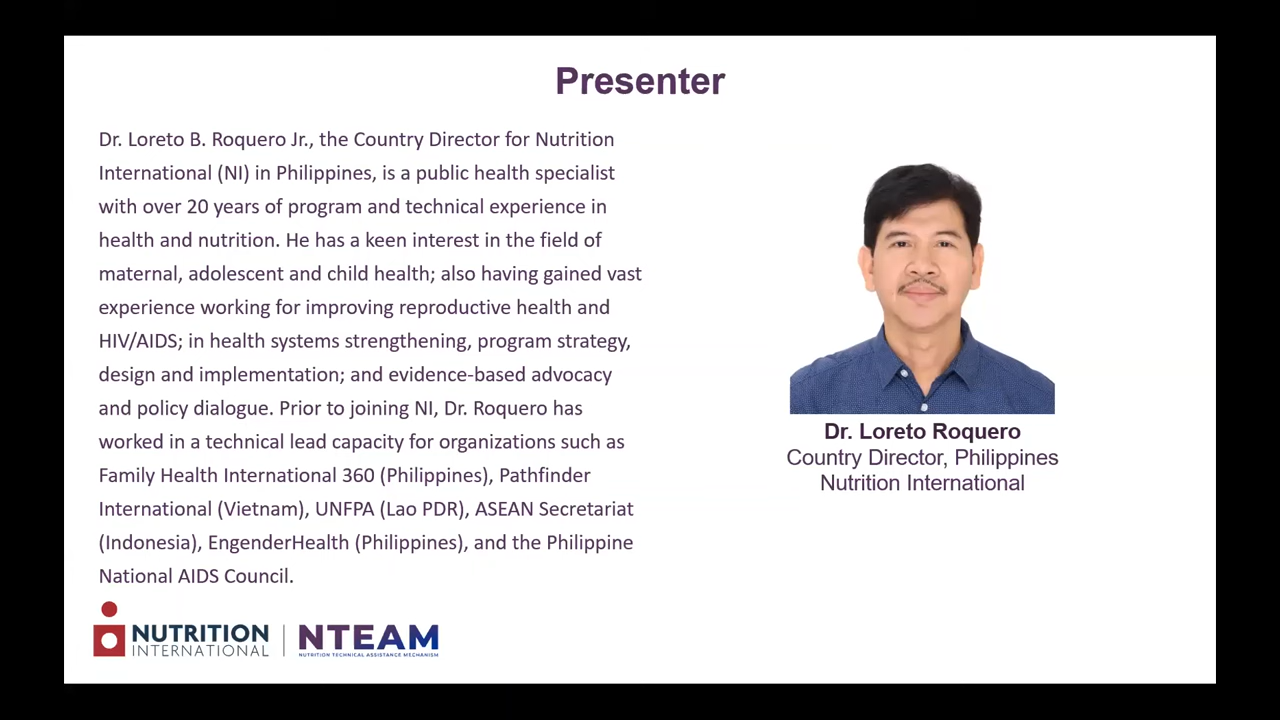 Presenter
Dr. Loreto B. Roquero Jr., the Country Director for Nutrition
International (NI) in Philippines, is a public health specialist
with over 20 years of program and technical experience in
health and nutrition. He has a keen interest in the field of
maternal, adolescent and child health; also having gained vast
experience working for improving reproductive health and
HIV/AIDS; in health systems strengthening, program strategy,
design and implementation; and evidence-based advocacy
and policy dialogue. Prior to joining NI, Dr. Roquero has
worked in a technical lead capacity for organizations such as
Family Health International 360 (Philippines), Pathfinder
International (Vietnam), UNFPA (Lao PDR), ASEAN Secretariat
(Indonesia), EngenderHealth (Philippines), and the Philippine
National AIDS Council.
Dr. Loreto Roquero
Country Director, Philippines
Nutrition International
NUTRITION
INTERNATIONAL
NTEAM
NUTRITION TECHNICAL ASSISTANCE MECHANISM